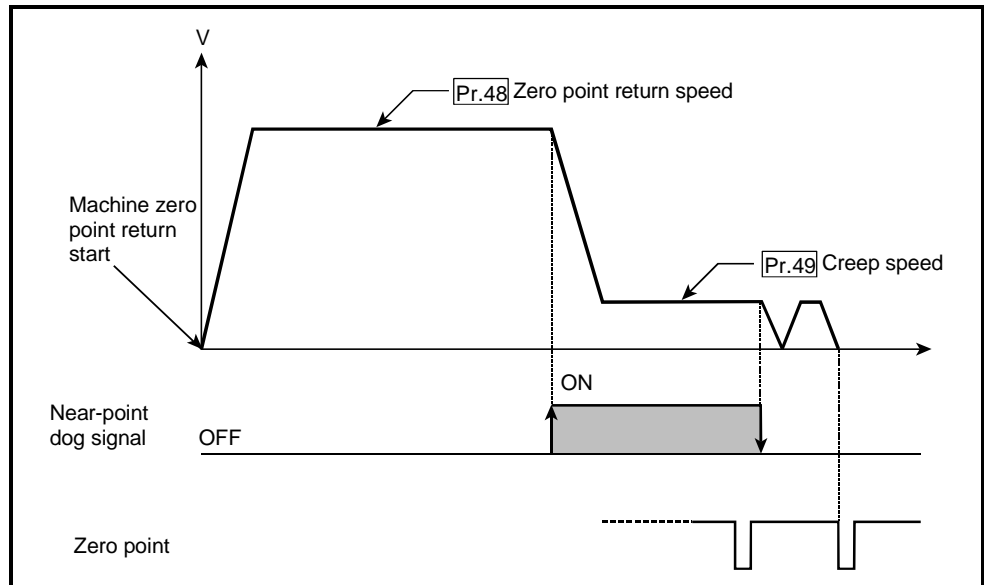 V
Pr.48 Zero point return speed
Machine zero
point return
start
Pr.49 Creep speed
ON
Near-point
dog signal
OFF
Zero point